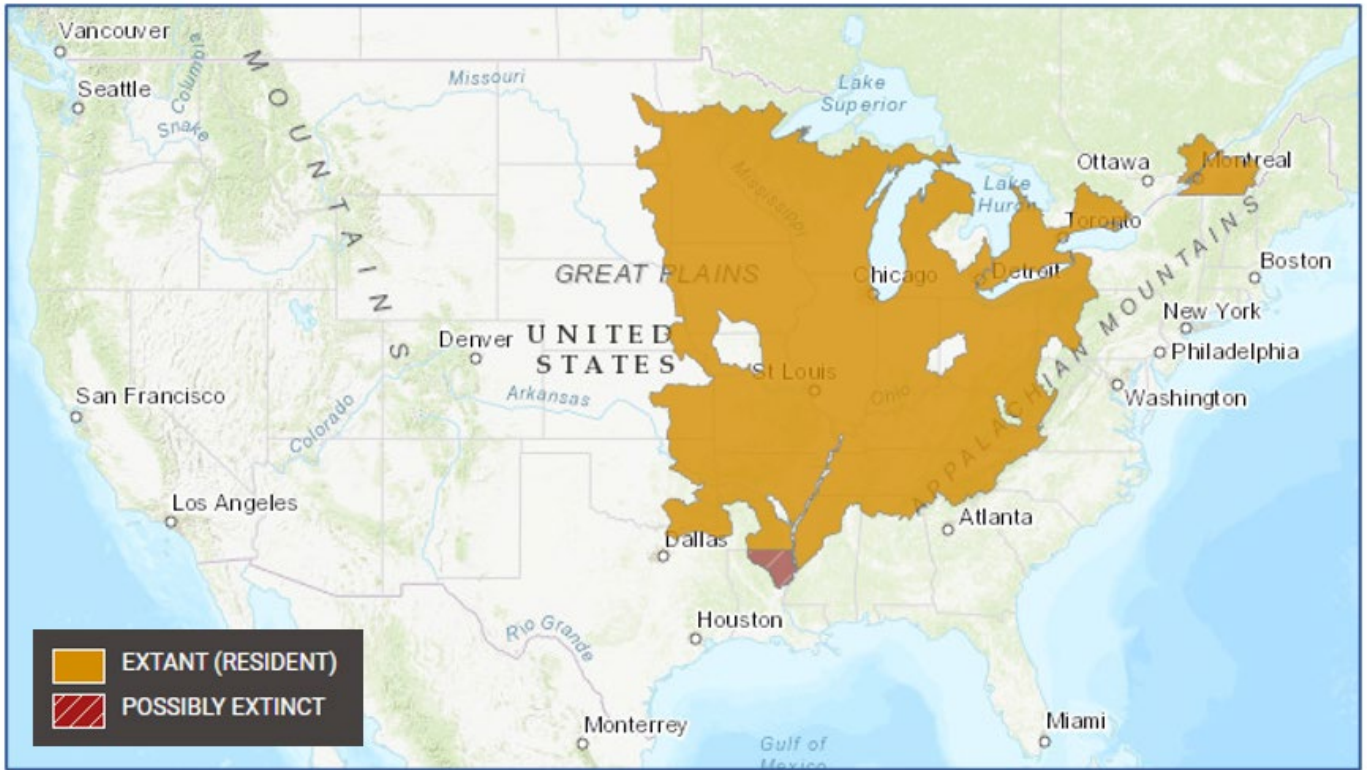 Vancouver
Seattle
Columbia
Snake
MOUNTAINS
Missouri
Lake
Superior
Ottawa
Montreal
Lake
Huron
Toronto
Mississippi
GREAT PLAINS
Chicago
Detroit
Boston
New York
Philadelphia
Washington
APPALACHIAN MOUNTAINS
Denver
UNITED
STATES
St Louis
Ohio
Arkansas
San Francisco
Colorado
Los Angeles
Atlanta
Dallas
Houston
Rio Grande
Monterrey
Miami
Gulf of
Mexico
EXTANT (RESIDENT)
POSSIBLY EXTINCT